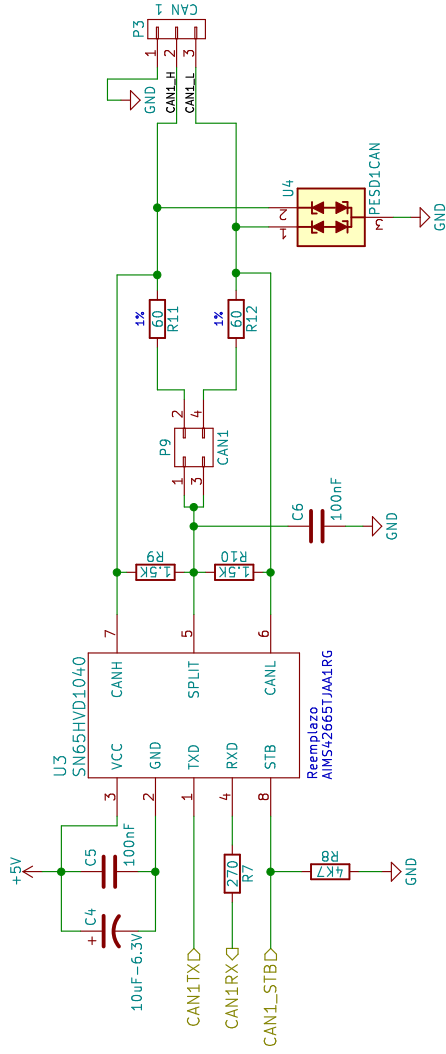 CAN 1
P3
1
2
3
CAN1_H
CAN1_L
GND
U4
PESD1CAN
2
1
3
GND
1%
60
R11
1%
60
R12
P9
CAN1
2
4
1
3
C6
100nF
GND
R9
1.5K
R10
1.5K
7
5
6
U3
SN65HVD1040
CANH
SPLIT
CANL
VCC
GND
TXD
RXD
STB
Reemplazo
AIMS42665TJAA1RG
3
2
1
4
8
+5V
C5
100nF
C4
+
10uF-6.3V
270
R7
R8
4K7
GND
CAN1TX
CAN1RX
CAN1_STB